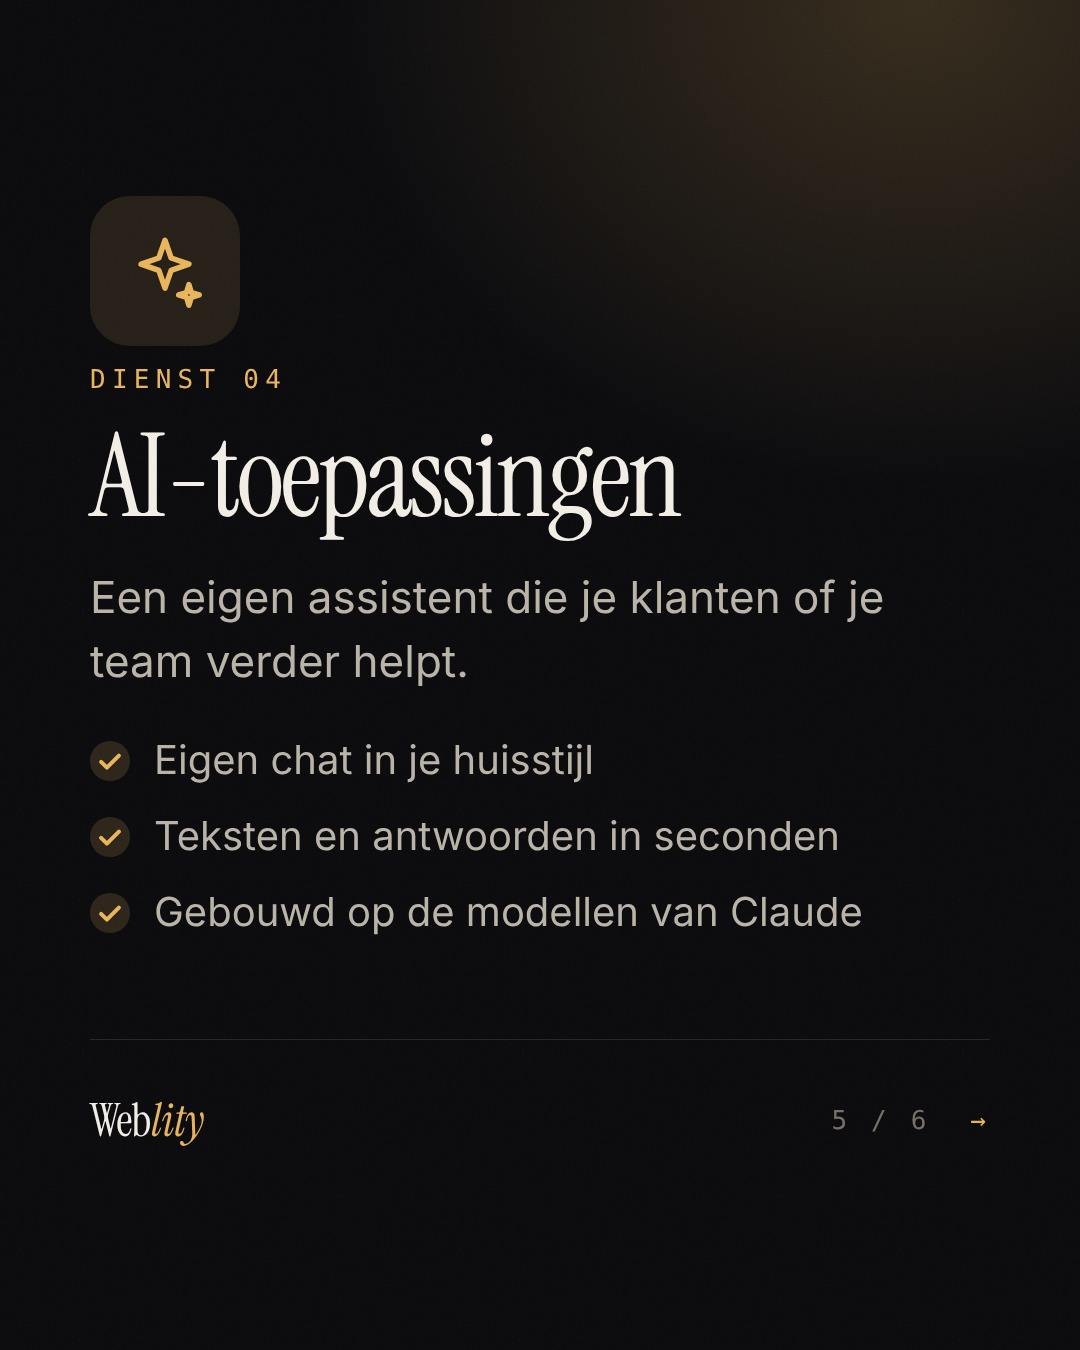 DIENST 04
AI-toepassingen
Een eigen assistent die je klanten of je
team verder helpt.
Eigen chat in je huisstijl
Teksten en antwoorden in seconden
Gebouwd op de modellen van Claude
Weblity
5 / 6 →